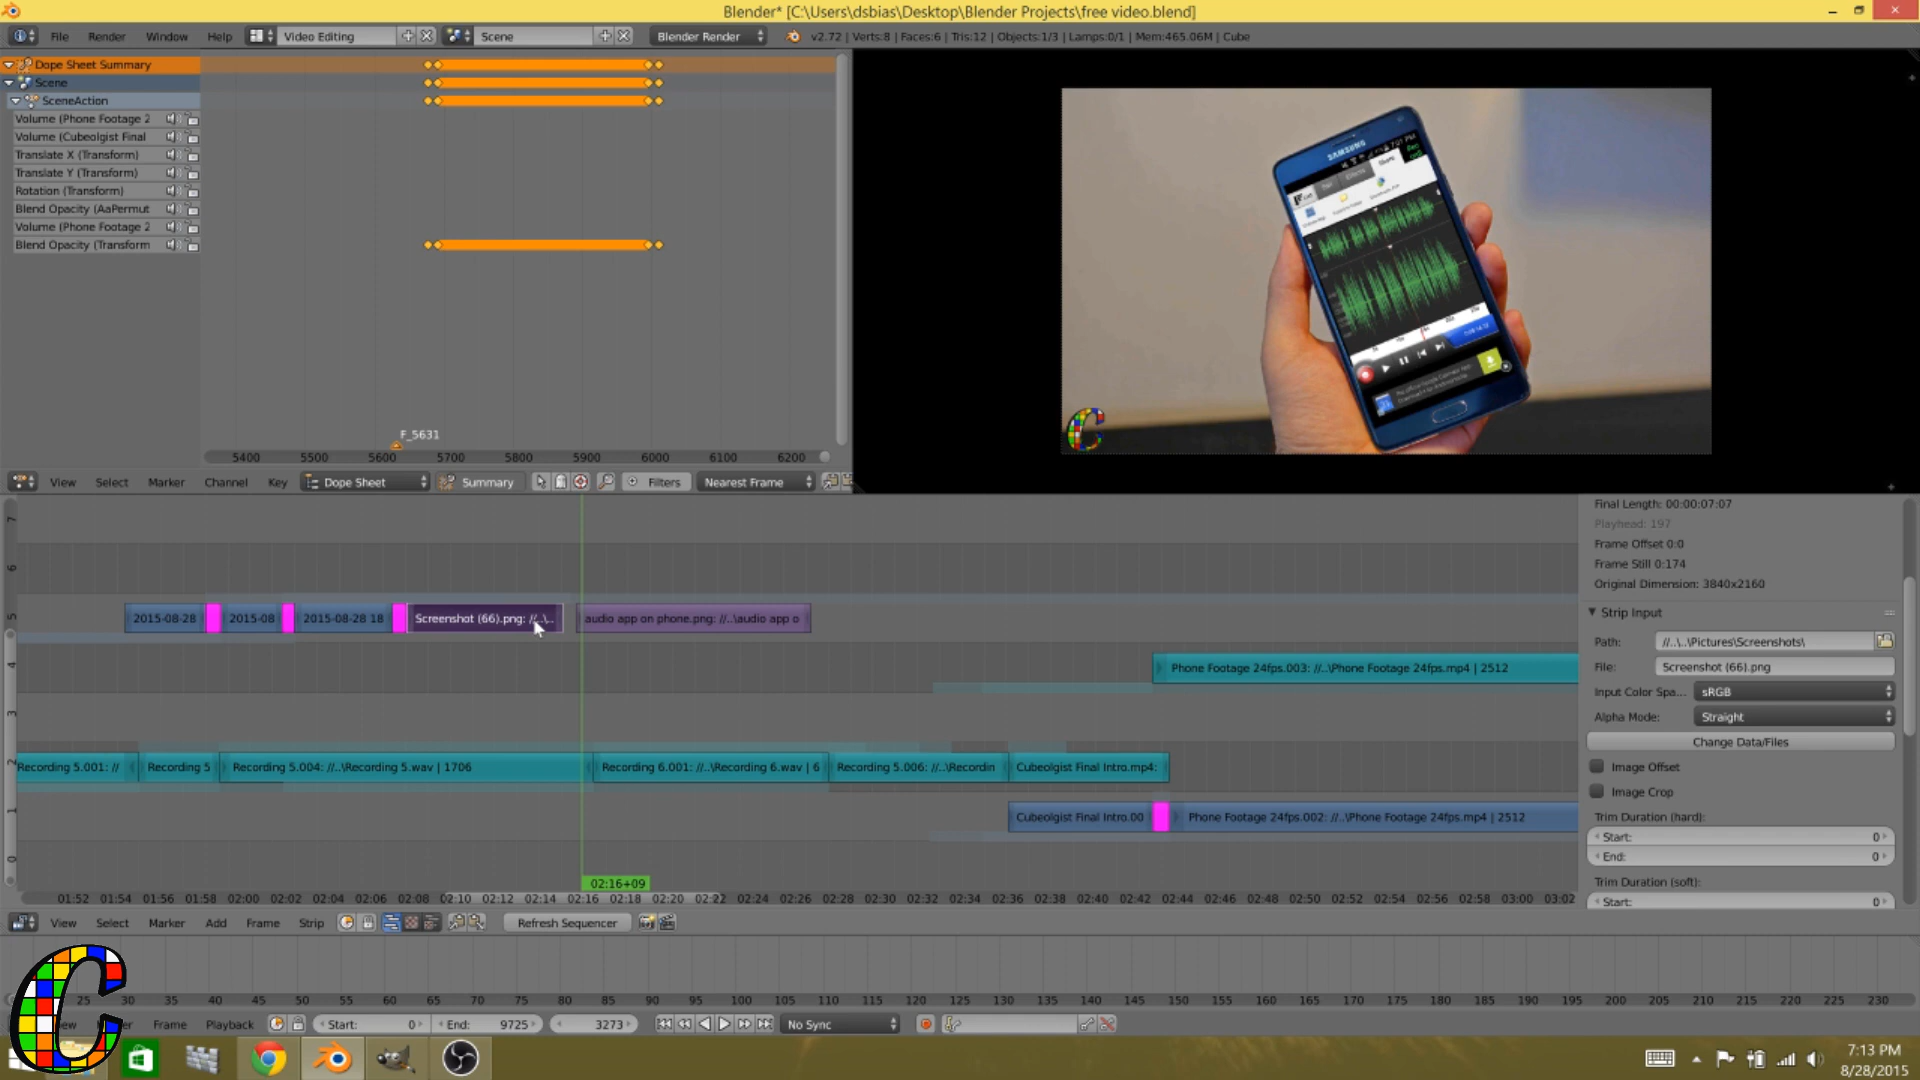 Blender* [C:\Users\dsbias\Desktop\Blender Projects\free video.blend]
File Render Window Help Video Editing Scene Blender Render v2.72 | Verts:8 | Faces:6 | Tris:12 | Objects:1/3 | Lamps:0/1 | Mem:465.06M | Cube
Dope Sheet Summary
Scene
SceneAction
Volume (Phone Footage 2
Volume (Cubeolgist Final
Translate X (Transform)
Translate Y (Transform)
Rotation (Transform)
Blend Opacity (AaPermut
Volume (Phone Footage 2
Blend Opacity (Transform
F_5631
5400 5500 5600 5700 5800 5900 6000 6100 6200
View Select Marker Channel Key Dope Sheet Summary Filters Nearest Frame
SAMSUNG
7:01 PM
Share
Effects
C
7
6
5
4
3
2
1
0
2015-08-28 2015-08 2015-08-28 18 Screenshot (66).png: //..\.. audio app on phone.png: //..\audio app o
Phone Footage 24fps.003: //..\Phone Footage 24fps.mp4 | 2512
Recording 5.001: // Recording 5 Recording 5.004: //..\Recording 5.wav | 1706 Recording 6.001: //..\Recording 6.wav | 6 Recording 5.006: //..\Recordin Cubeolgist Final Intro.mp4:
Cubeolgist Final Intro.00 Phone Footage 24fps.002: //..\Phone Footage 24fps.mp4 | 2512
02:16+09
01:52 01:54 01:56 01:58 02:00 02:02 02:04 02:06 02:08 02:10 02:12 02:14 02:16 02:18 02:20 02:22 02:24 02:26 02:28 02:30 02:32 02:34 02:36 02:38 02:40 02:42 02:44 02:46 02:48 02:50 02:52 02:54 02:56 02:58 03:00 03:02
Final Length: 00:00:07:07
Playhead: 197
Frame Offset 0:0
Frame Still 0:174
Original Dimension: 3840x2160
Strip Input
Path: //..\..\Pictures\Screenshots\
File: Screenshot (66).png
Input Color Spa... sRGB
Alpha Mode: Straight
Change Data/Files
Image Offset
Image Crop
Trim Duration (hard):
Start: 0
End: 0
Trim Duration (soft):
Start: 0
View Select Marker Add Frame Strip Refresh Sequencer
25 30 35 40 45 50 55 60 65 70 75 80 85 90 95 100 105 110 115 120 125 130 135 140 145 150 155 160 165 170 175 180 185 190 195 200 205 210 215 220 225 230
Frame Playback Start: 0 End: 9725 3273 No Sync
C
7:13 PM
8/28/2015